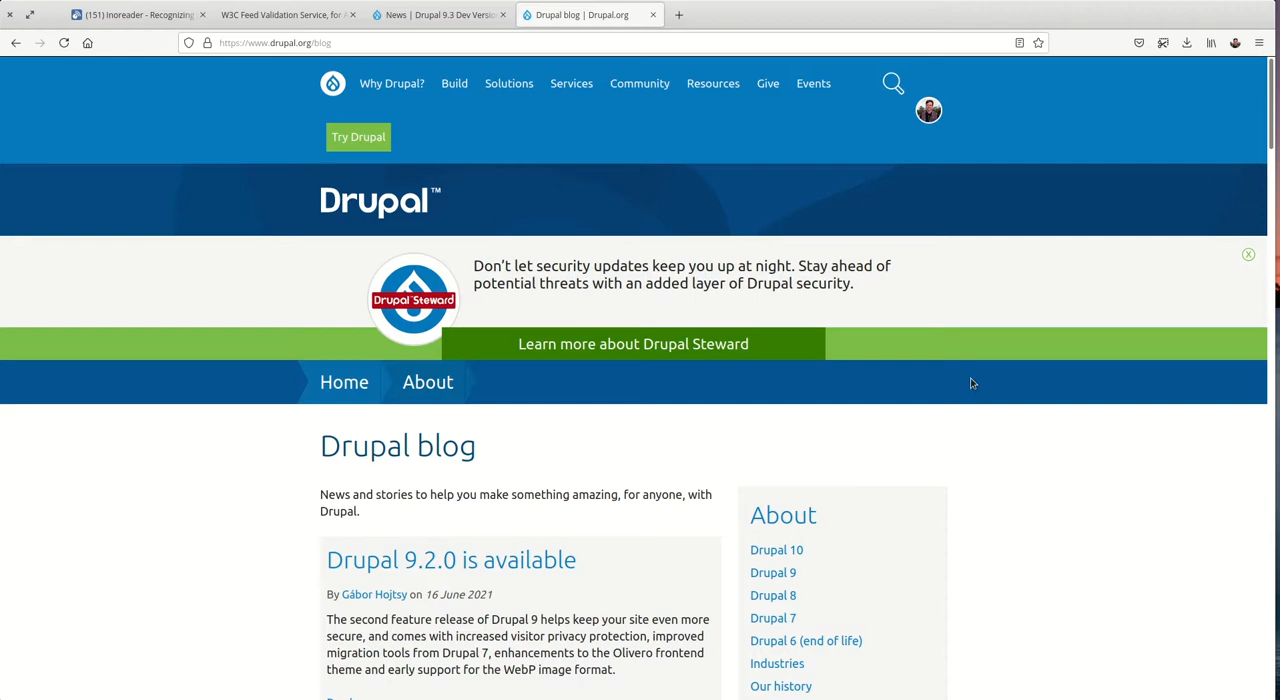 (151) Inoreader - Recognizing
W3C Feed Validation Service, for A
News | Drupal 9.3 Dev Versio
Drupal blog | Drupal.org
https://www.drupal.org/blog
Why Drupal? Build Solutions Services Community Resources Give Events
Try Drupal
Drupal™
Don’t let security updates keep you up at night. Stay ahead of
potential threats with an added layer of Drupal security.
Drupal™Steward
Learn more about Drupal Steward
Home About
Drupal blog
News and stories to help you make something amazing, for anyone, with
Drupal.
Drupal 9.2.0 is available
By Gábor Hojtsy on 16 June 2021
The second feature release of Drupal 9 helps keep your site even more
secure, and comes with increased visitor privacy protection, improved
migration tools from Drupal 7, enhancements to the Olivero frontend
theme and early support for the WebP image format.
About
Drupal 10
Drupal 9
Drupal 8
Drupal 7
Drupal 6 (end of life)
Industries
Our history